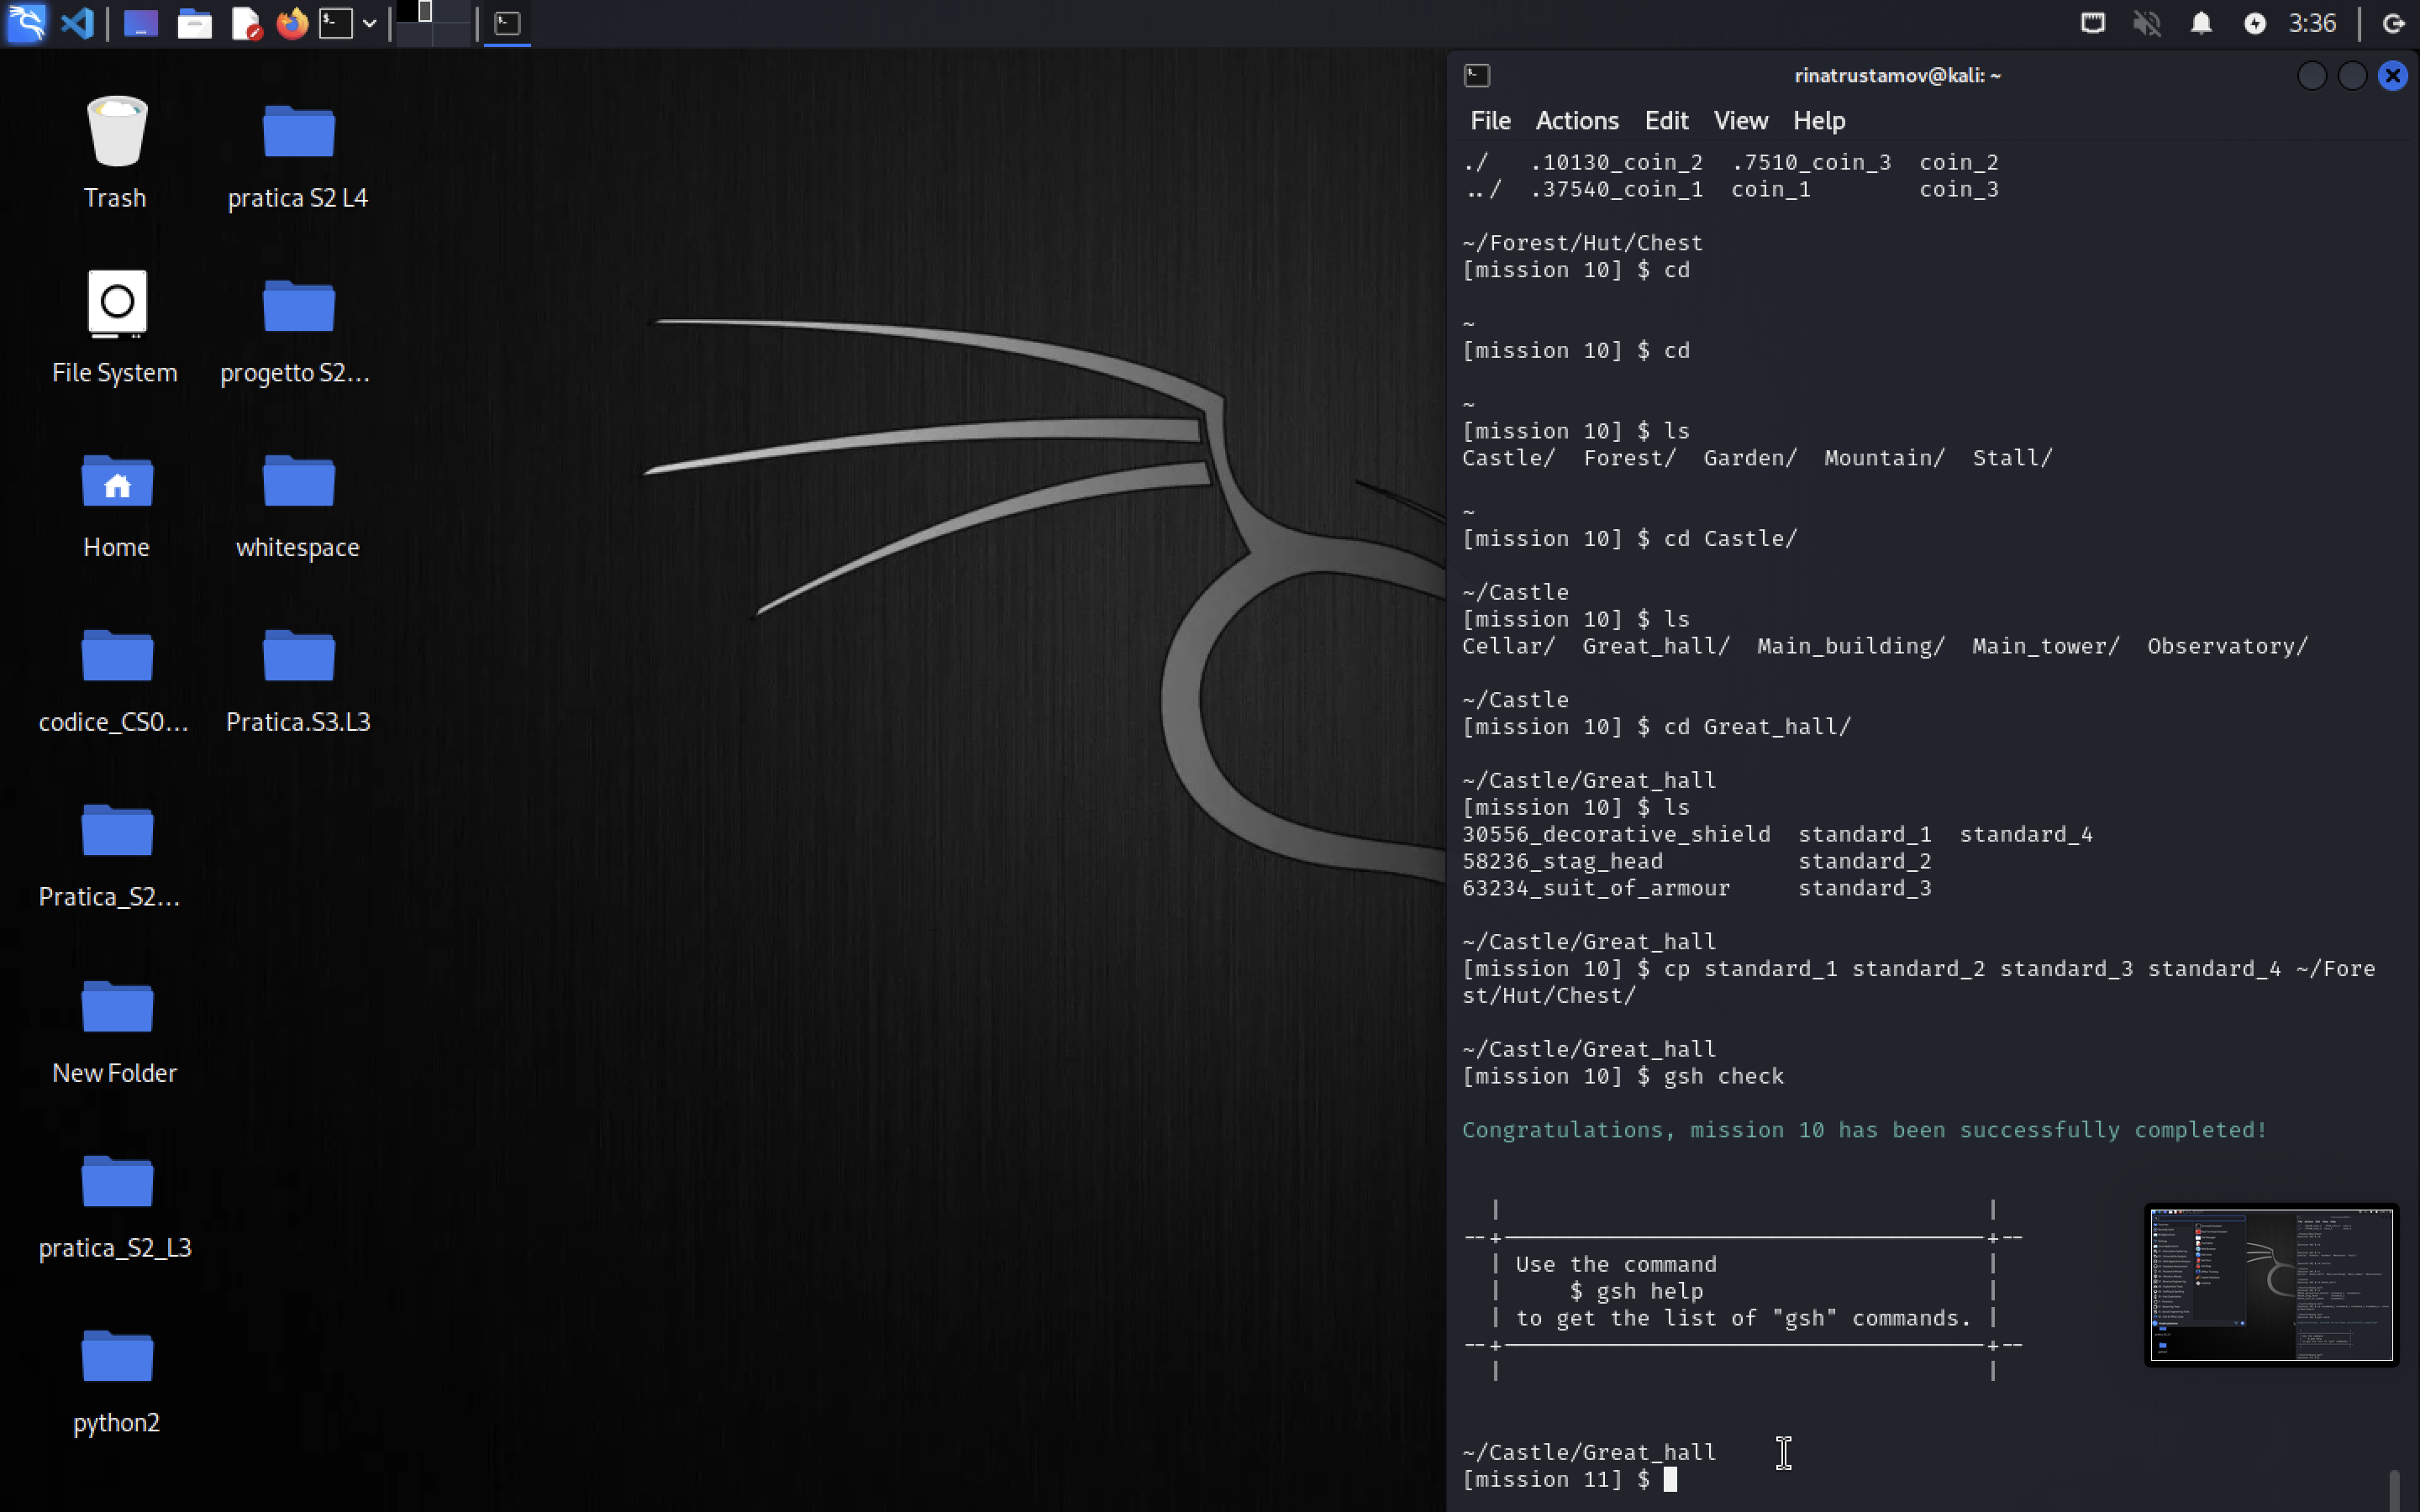 3:36
Trash
pratica S2 L4
File System
progetto S2...
Home
whitespace
codice_CS0...
Pratica.S3.L3
Pratica_S2...
New Folder
pratica_S2_L3
python2
rinatrustamov@kali: ~
File Actions Edit View Help
./ .10130_coin_2 .7510_coin_3 coin_2
../ .37540_coin_1 coin_1 coin_3
~/Forest/Hut/Chest
[mission 10] $ cd
~
[mission 10] $ cd
~
[mission 10] $ ls
Castle/ Forest/ Garden/ Mountain/ Stall/
~
[mission 10] $ cd Castle/
~/Castle
[mission 10] $ ls
Cellar/ Great_hall/ Main_building/ Main_tower/ Observatory/
~/Castle
[mission 10] $ cd Great_hall/
~/Castle/Great_hall
[mission 10] $ ls
30556_decorative_shield standard_1 standard_4
58236_stag_head standard_2
63234_suit_of_armour standard_3
~/Castle/Great_hall
[mission 10] $ cp standard_1 standard_2 standard_3 standard_4 ~/Fore
st/Hut/Chest/
~/Castle/Great_hall
[mission 10] $ gsh check
Congratulations, mission 10 has been successfully completed!
Use the command
$ gsh help
to get the list of "gsh" commands.
~/Castle/Great_hall
[mission 11] $